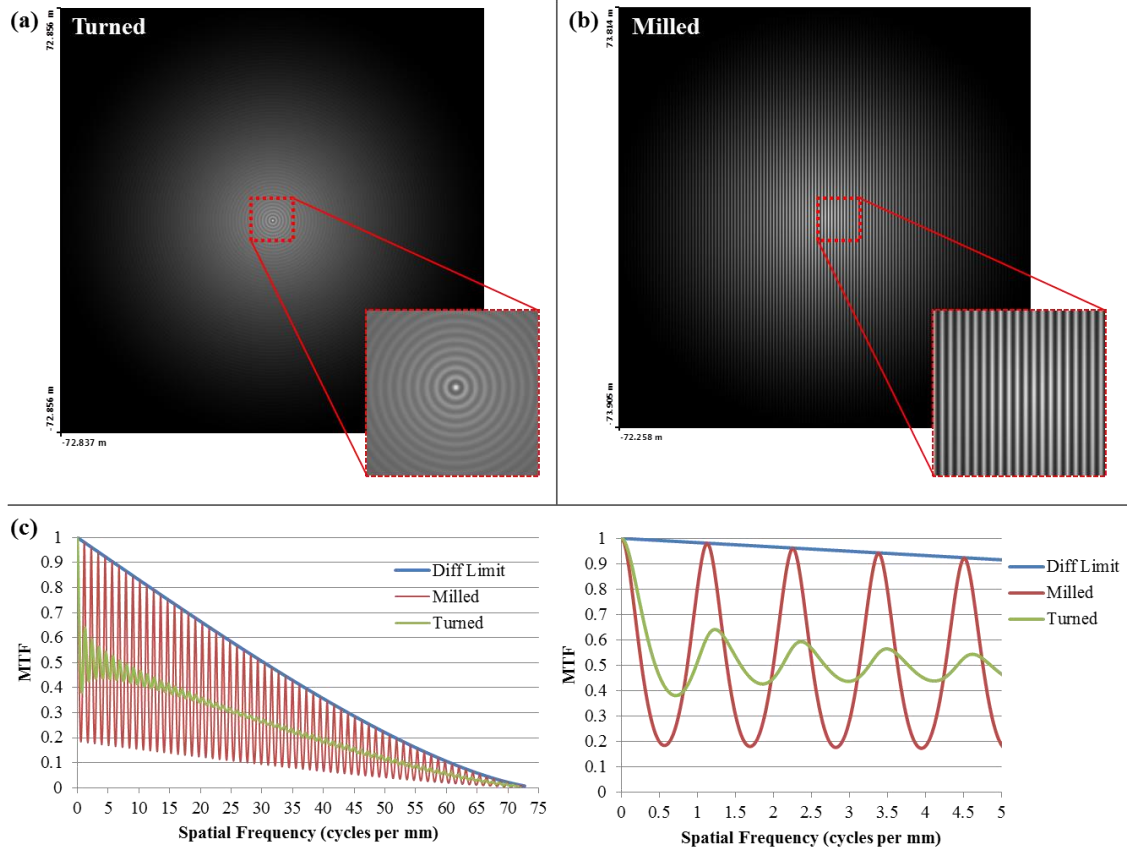 (a)
Turned
72.856 m
-72.856 m
-72.837 m
(b)
Milled
73.814 m
-73.905 m
-72.258 m
(c)
1
0.9
0.8
0.7
0.6
0.5
0.4
0.3
0.2
0.1
0
MTF
Diff Limit
Milled
Turned
0 5 10 15 20 25 30 35 40 45 50 55 60 65 70 75
Spatial Frequency (cycles per mm)
1
0.9
0.8
0.7
0.6
0.5
0.4
0.3
0.2
0.1
0
MTF
Diff Limit
Milled
Turned
0 0.5 1 1.5 2 2.5 3 3.5 4 4.5 5
Spatial Frequency (cycles per mm)